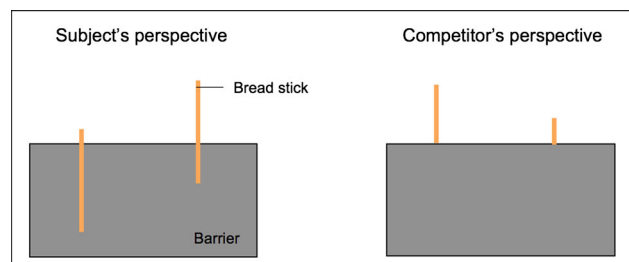 Subject's perspective
Competitor's perspective
Bread stick
Barrier